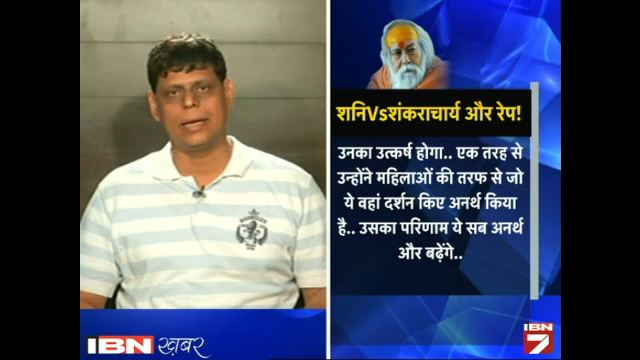 शनिVsशंकराचार्य और रेप!
उनका उत्कर्ष होगा.. एक तरह से
उन्होंने महिलाओं की तरफ से जो
ये वहां दर्शन किए अनर्थ किया
है.. उसका परिणाम ये सब अनर्थ
और बढ़ेंगे..
IBN ख़बर
IBN
7